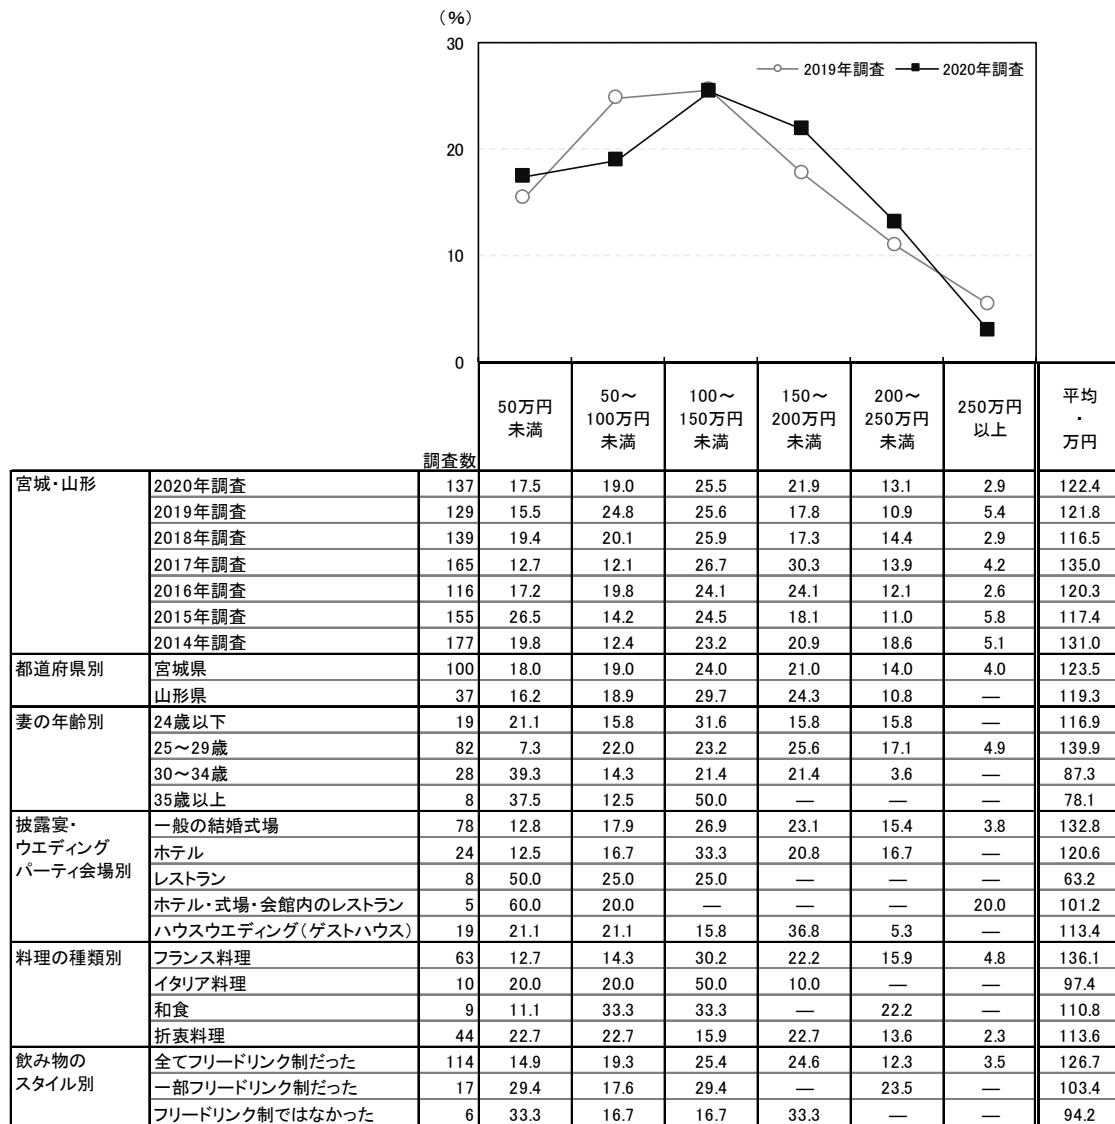 （％）
30
20
10
0
2019年調査 2020年調査
調査数 50万円未満 50～100万円未満 100～150万円未満 150～200万円未満 200～250万円未満 250万円以上 平均・万円
宮城・山形 2020年調査 137 17.5 19.0 25.5 21.9 13.1 2.9 122.4
2019年調査 129 15.5 24.8 25.6 17.8 10.9 5.4 121.8
2018年調査 139 19.4 20.1 25.9 17.3 14.4 2.9 116.5
2017年調査 165 12.7 12.1 26.7 30.3 13.9 4.2 135.0
2016年調査 116 17.2 19.8 24.1 24.1 12.1 2.6 120.3
2015年調査 155 26.5 14.2 24.5 18.1 11.0 5.8 117.4
2014年調査 177 19.8 12.4 23.2 20.9 18.6 5.1 131.0
都道府県別 宮城県 100 18.0 19.0 24.0 21.0 14.0 4.0 123.5
山形県 37 16.2 18.9 29.7 24.3 10.8 ― 119.3
妻の年齢別 24歳以下 19 21.1 15.8 31.6 15.8 15.8 ― 116.9
25～29歳 82 7.3 22.0 23.2 25.6 17.1 4.9 139.9
30～34歳 28 39.3 14.3 21.4 21.4 3.6 ― 87.3
35歳以上 8 37.5 12.5 50.0 ― ― ― 78.1
披露宴・ウエディングパーティ会場別 一般の結婚式場 78 12.8 17.9 26.9 23.1 15.4 3.8 132.8
ホテル 24 12.5 16.7 33.3 20.8 16.7 ― 120.6
レストラン 8 50.0 25.0 25.0 ― ― ― 63.2
ホテル・式場・会館内のレストラン 5 60.0 20.0 ― ― ― 20.0 101.2
ハウスウエディング（ゲストハウス） 19 21.1 21.1 15.8 36.8 5.3 ― 113.4
料理の種類別 フランス料理 63 12.7 14.3 30.2 22.2 15.9 4.8 136.1
イタリア料理 10 20.0 20.0 50.0 10.0 ― ― 97.4
和食 9 11.1 33.3 33.3 ― 22.2 ― 110.8
折衷料理 44 22.7 22.7 15.9 22.7 13.6 2.3 113.6
飲み物のスタイル別 全てフリードリンク制だった 114 14.9 19.3 25.4 24.6 12.3 3.5 126.7
一部フリードリンク制だった 17 29.4 17.6 29.4 ― 23.5 ― 103.4
フリードリンク制ではなかった 6 33.3 16.7 16.7 33.3 ― ― 94.2